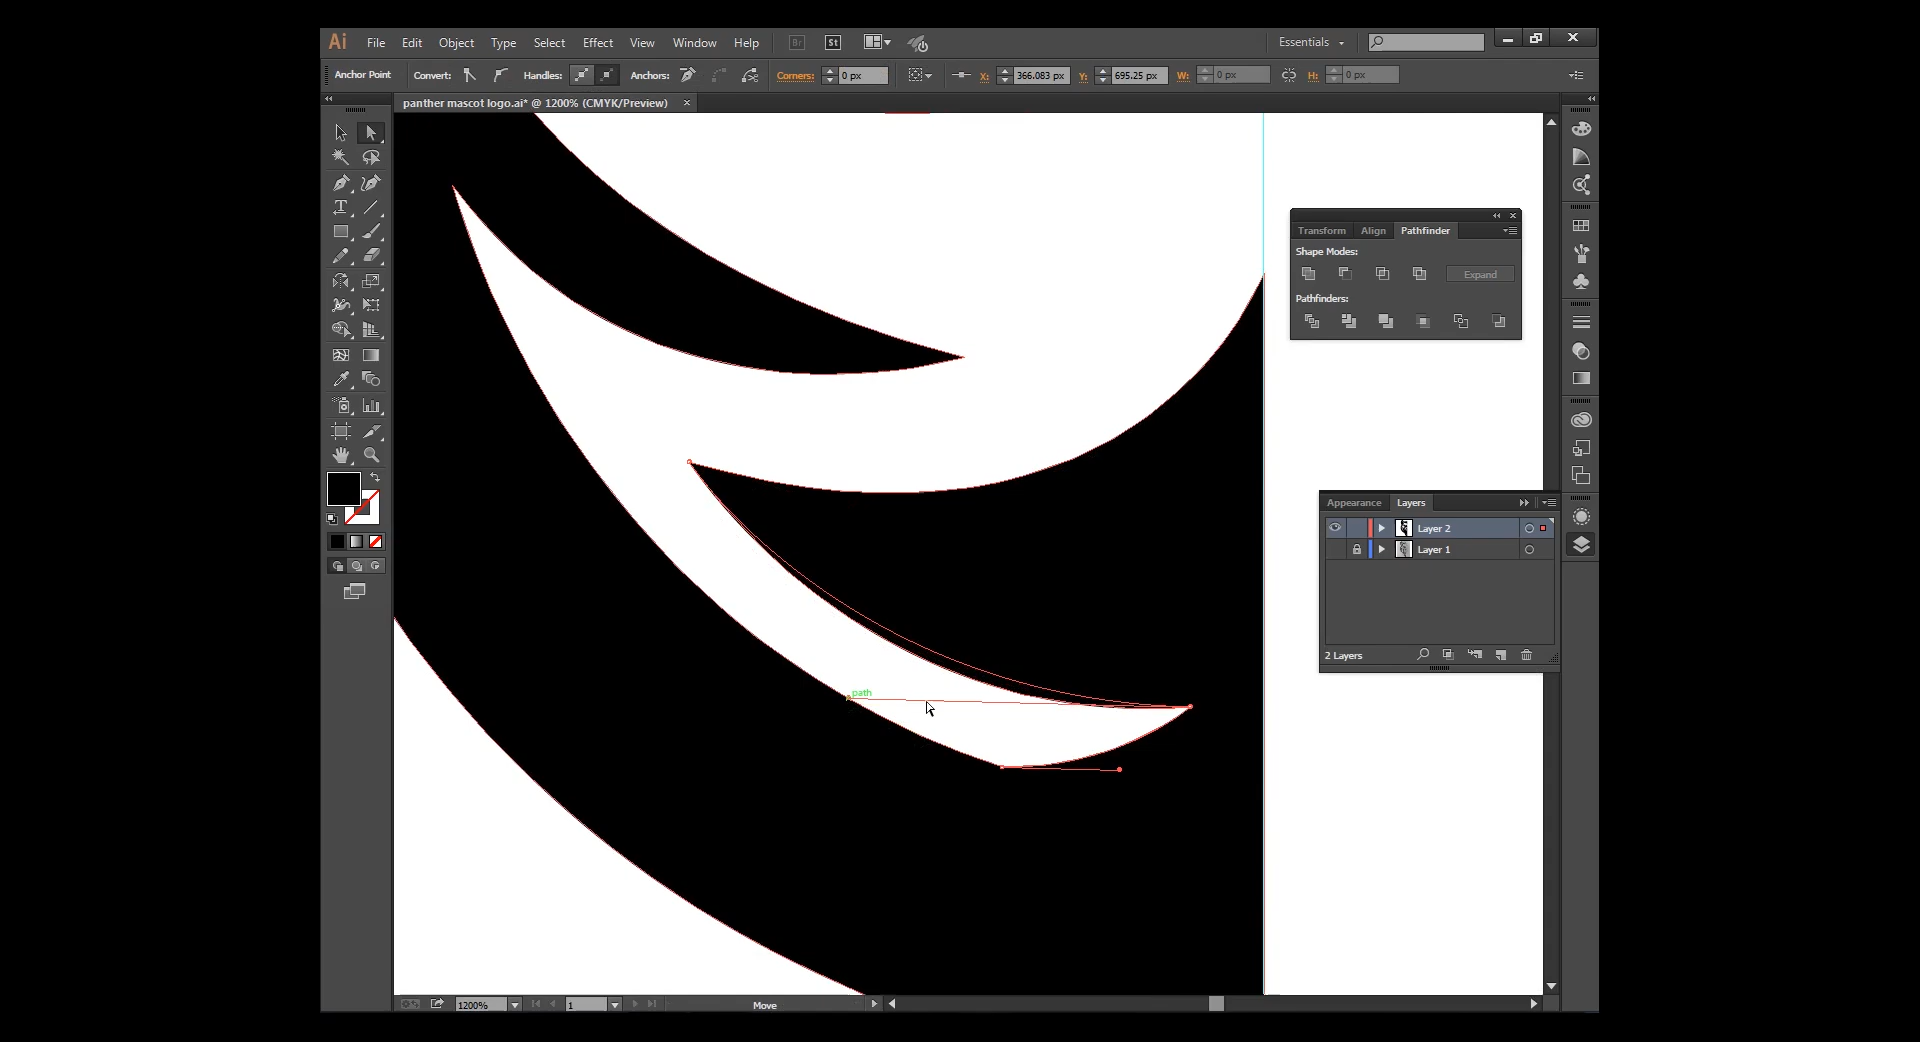 Ai File Edit Object Type Select Effect View Window Help Br St Essentials
Anchor Point Convert: Handles: Anchors: Corners: 0 px X: 366.083 px Y: 695.25 px W: 0 px H: 0 px
panther mascot logo.ai* @ 1200% (CMYK/Preview)
Transform Align Pathfinder
Shape Modes:
Expand
Pathfinders:
Appearance Layers
Layer 2
Layer 1
2 Layers
path
1200% 1 Move